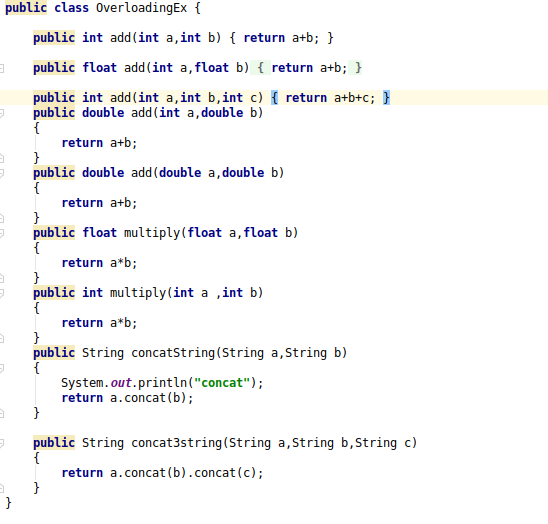 public class OverloadingEx {
public int add(int a,int b) { return a+b; }
public float add(int a,float b) { return a+b; }
public int add(int a,int b,int c) { return a+b+c; }
public double add(int a,double b)
{
return a+b;
}
public double add(double a,double b)
{
return a+b;
}
public float multiply(float a,float b)
{
return a*b;
}
public int multiply(int a ,int b)
{
return a*b;
}
public String concatString(String a,String b)
{
System.out.println("concat");
return a.concat(b);
}
public String concat3string(String a,String b,String c)
{
return a.concat(b).concat(c);
}
}